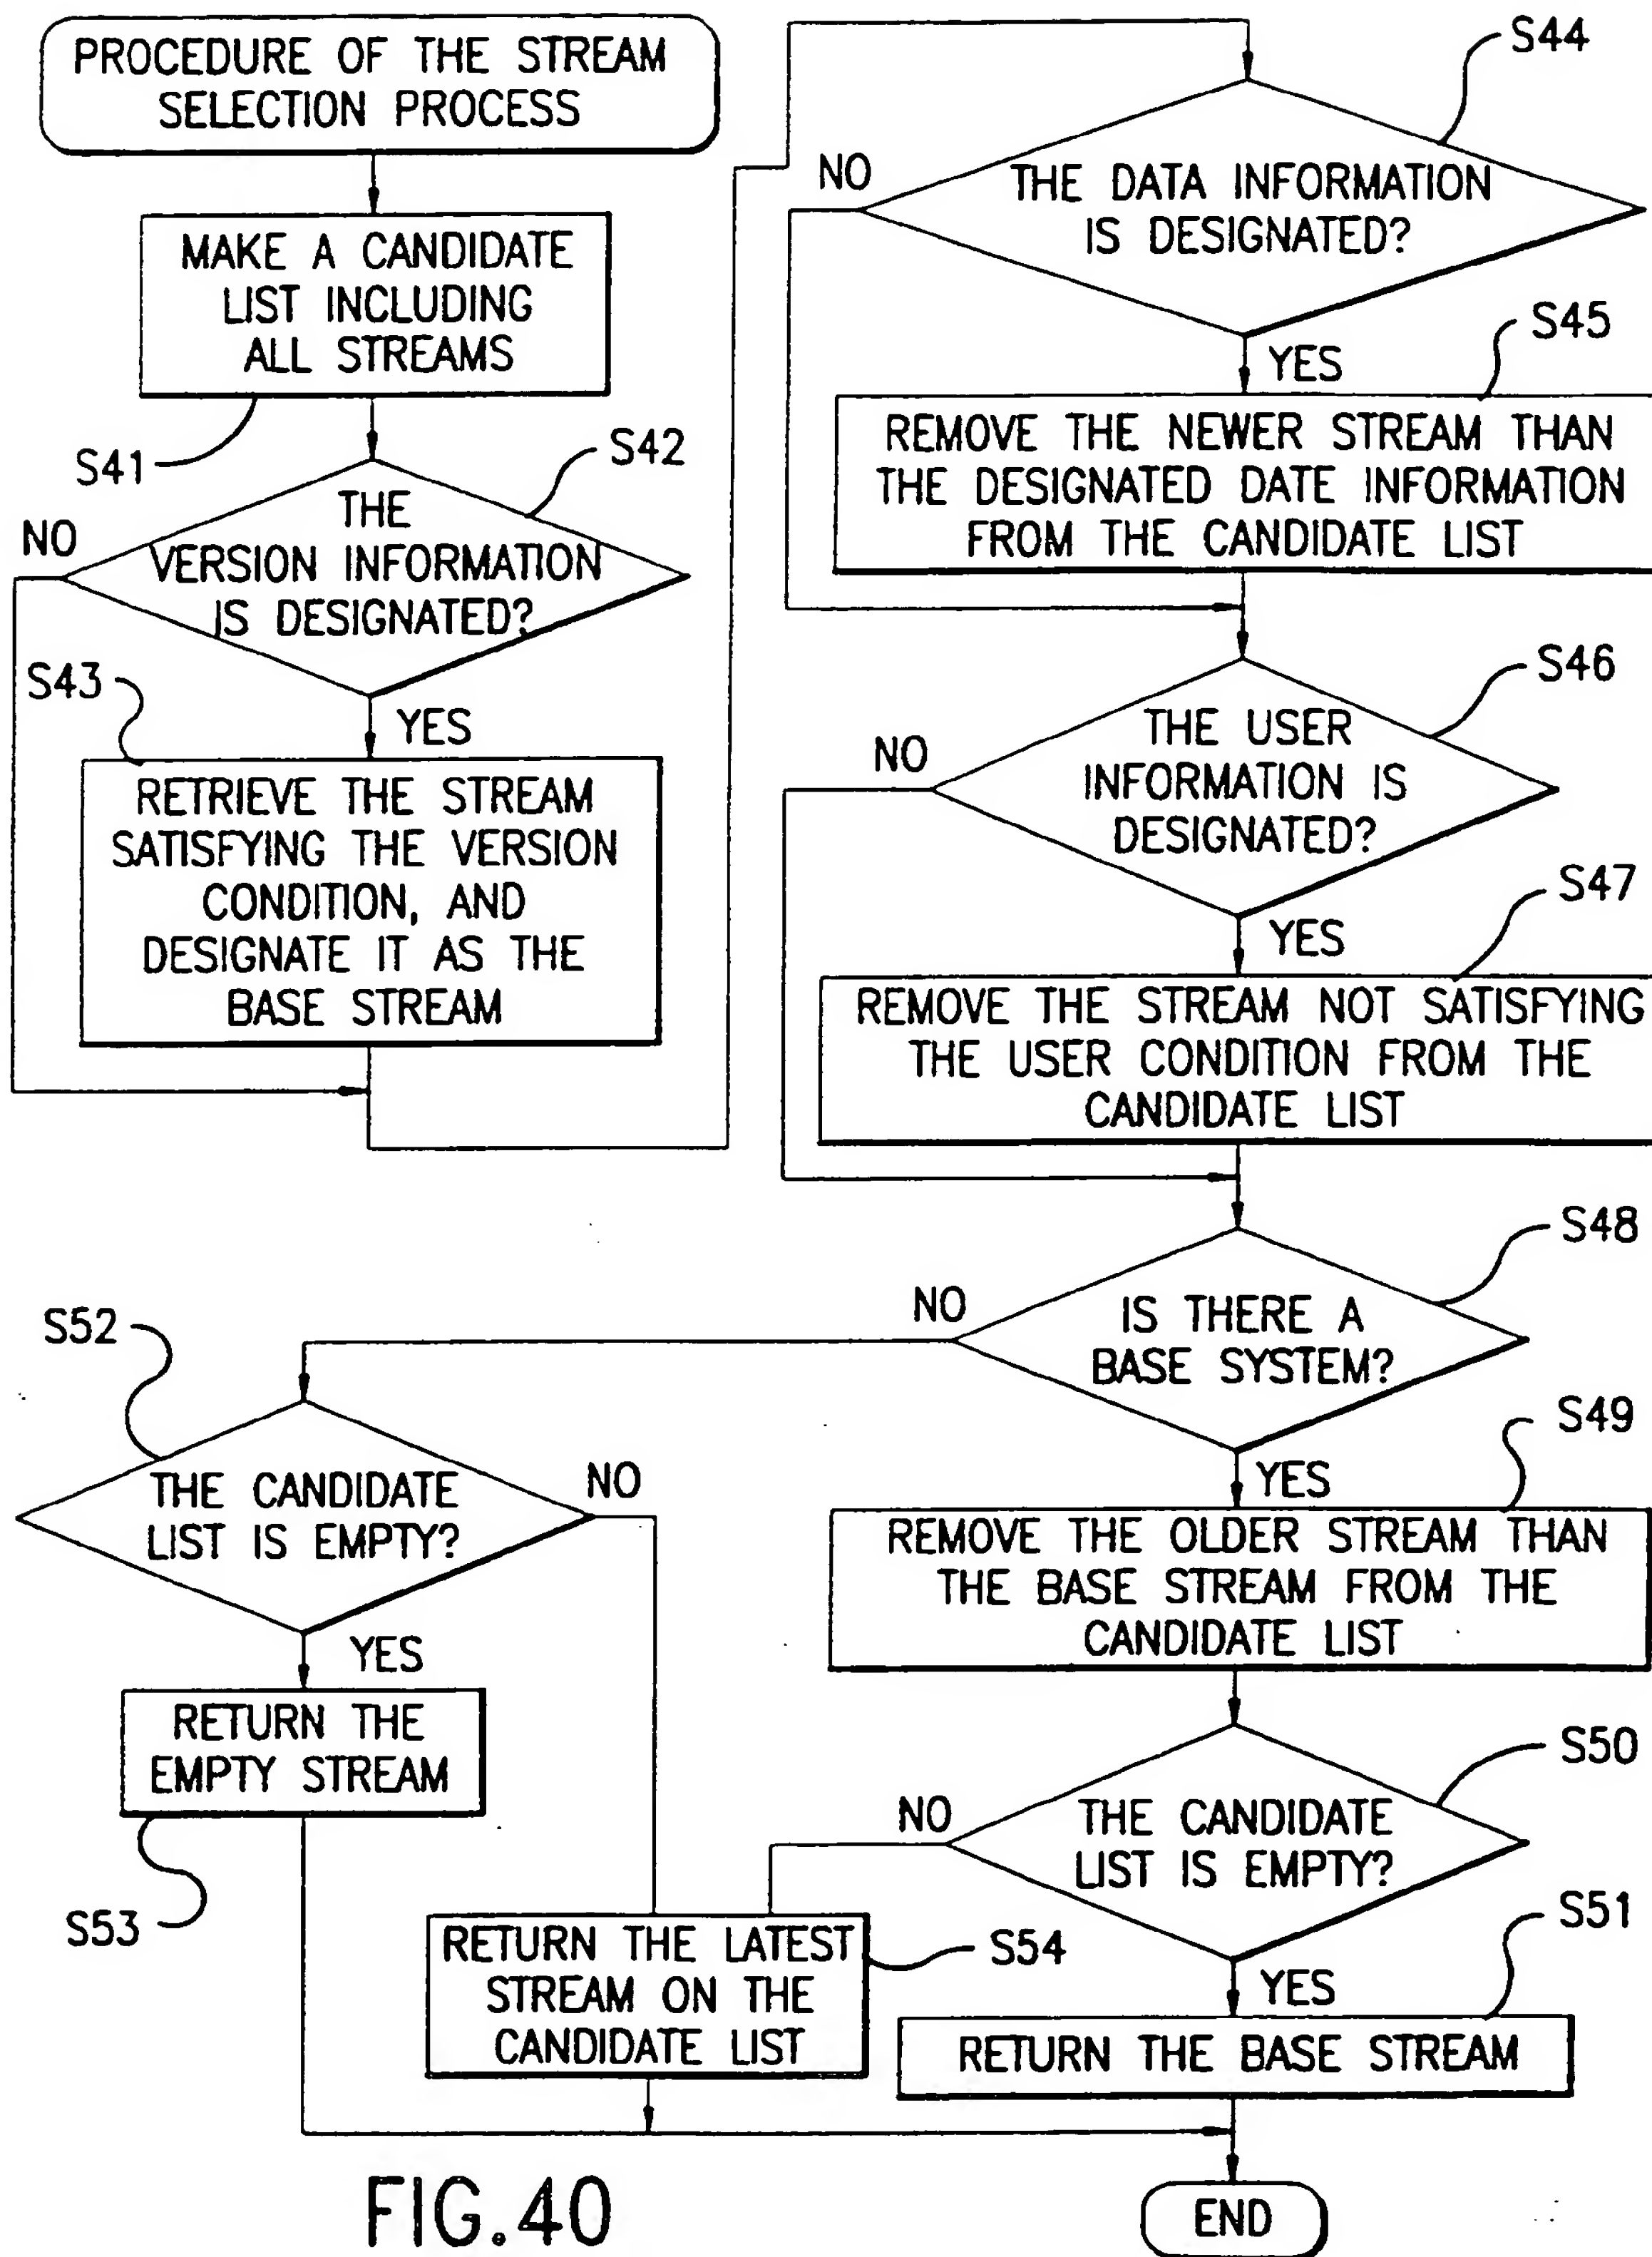 PROCEDURE OF THE STREAM
SELECTION PROCESS
MAKE A CANDIDATE
LIST INCLUDING
ALL STREAMS
S41
S42
THE
VERSION INFORMATION
IS DESIGNATED?
NO
YES
S43
RETRIEVE THE STREAM
SATISFYING THE VERSION
CONDITION, AND
DESIGNATE IT AS THE
BASE STREAM
S44
THE DATA INFORMATION
IS DESIGNATED?
NO
YES
S45
REMOVE THE NEWER STREAM THAN
THE DESIGNATED DATE INFORMATION
FROM THE CANDIDATE LIST
S46
THE USER
INFORMATION IS
DESIGNATED?
NO
YES
S47
REMOVE THE STREAM NOT SATISFYING
THE USER CONDITION FROM THE
CANDIDATE LIST
S48
IS THERE A
BASE SYSTEM?
NO
YES
S49
REMOVE THE OLDER STREAM THAN
THE BASE STREAM FROM THE
CANDIDATE LIST
S50
THE CANDIDATE
LIST IS EMPTY?
NO
YES
S51
RETURN THE BASE STREAM
S52
THE CANDIDATE
LIST IS EMPTY?
NO
YES
RETURN THE
EMPTY STREAM
S53
RETURN THE LATEST
STREAM ON THE
CANDIDATE LIST
S54
END
FIG.40